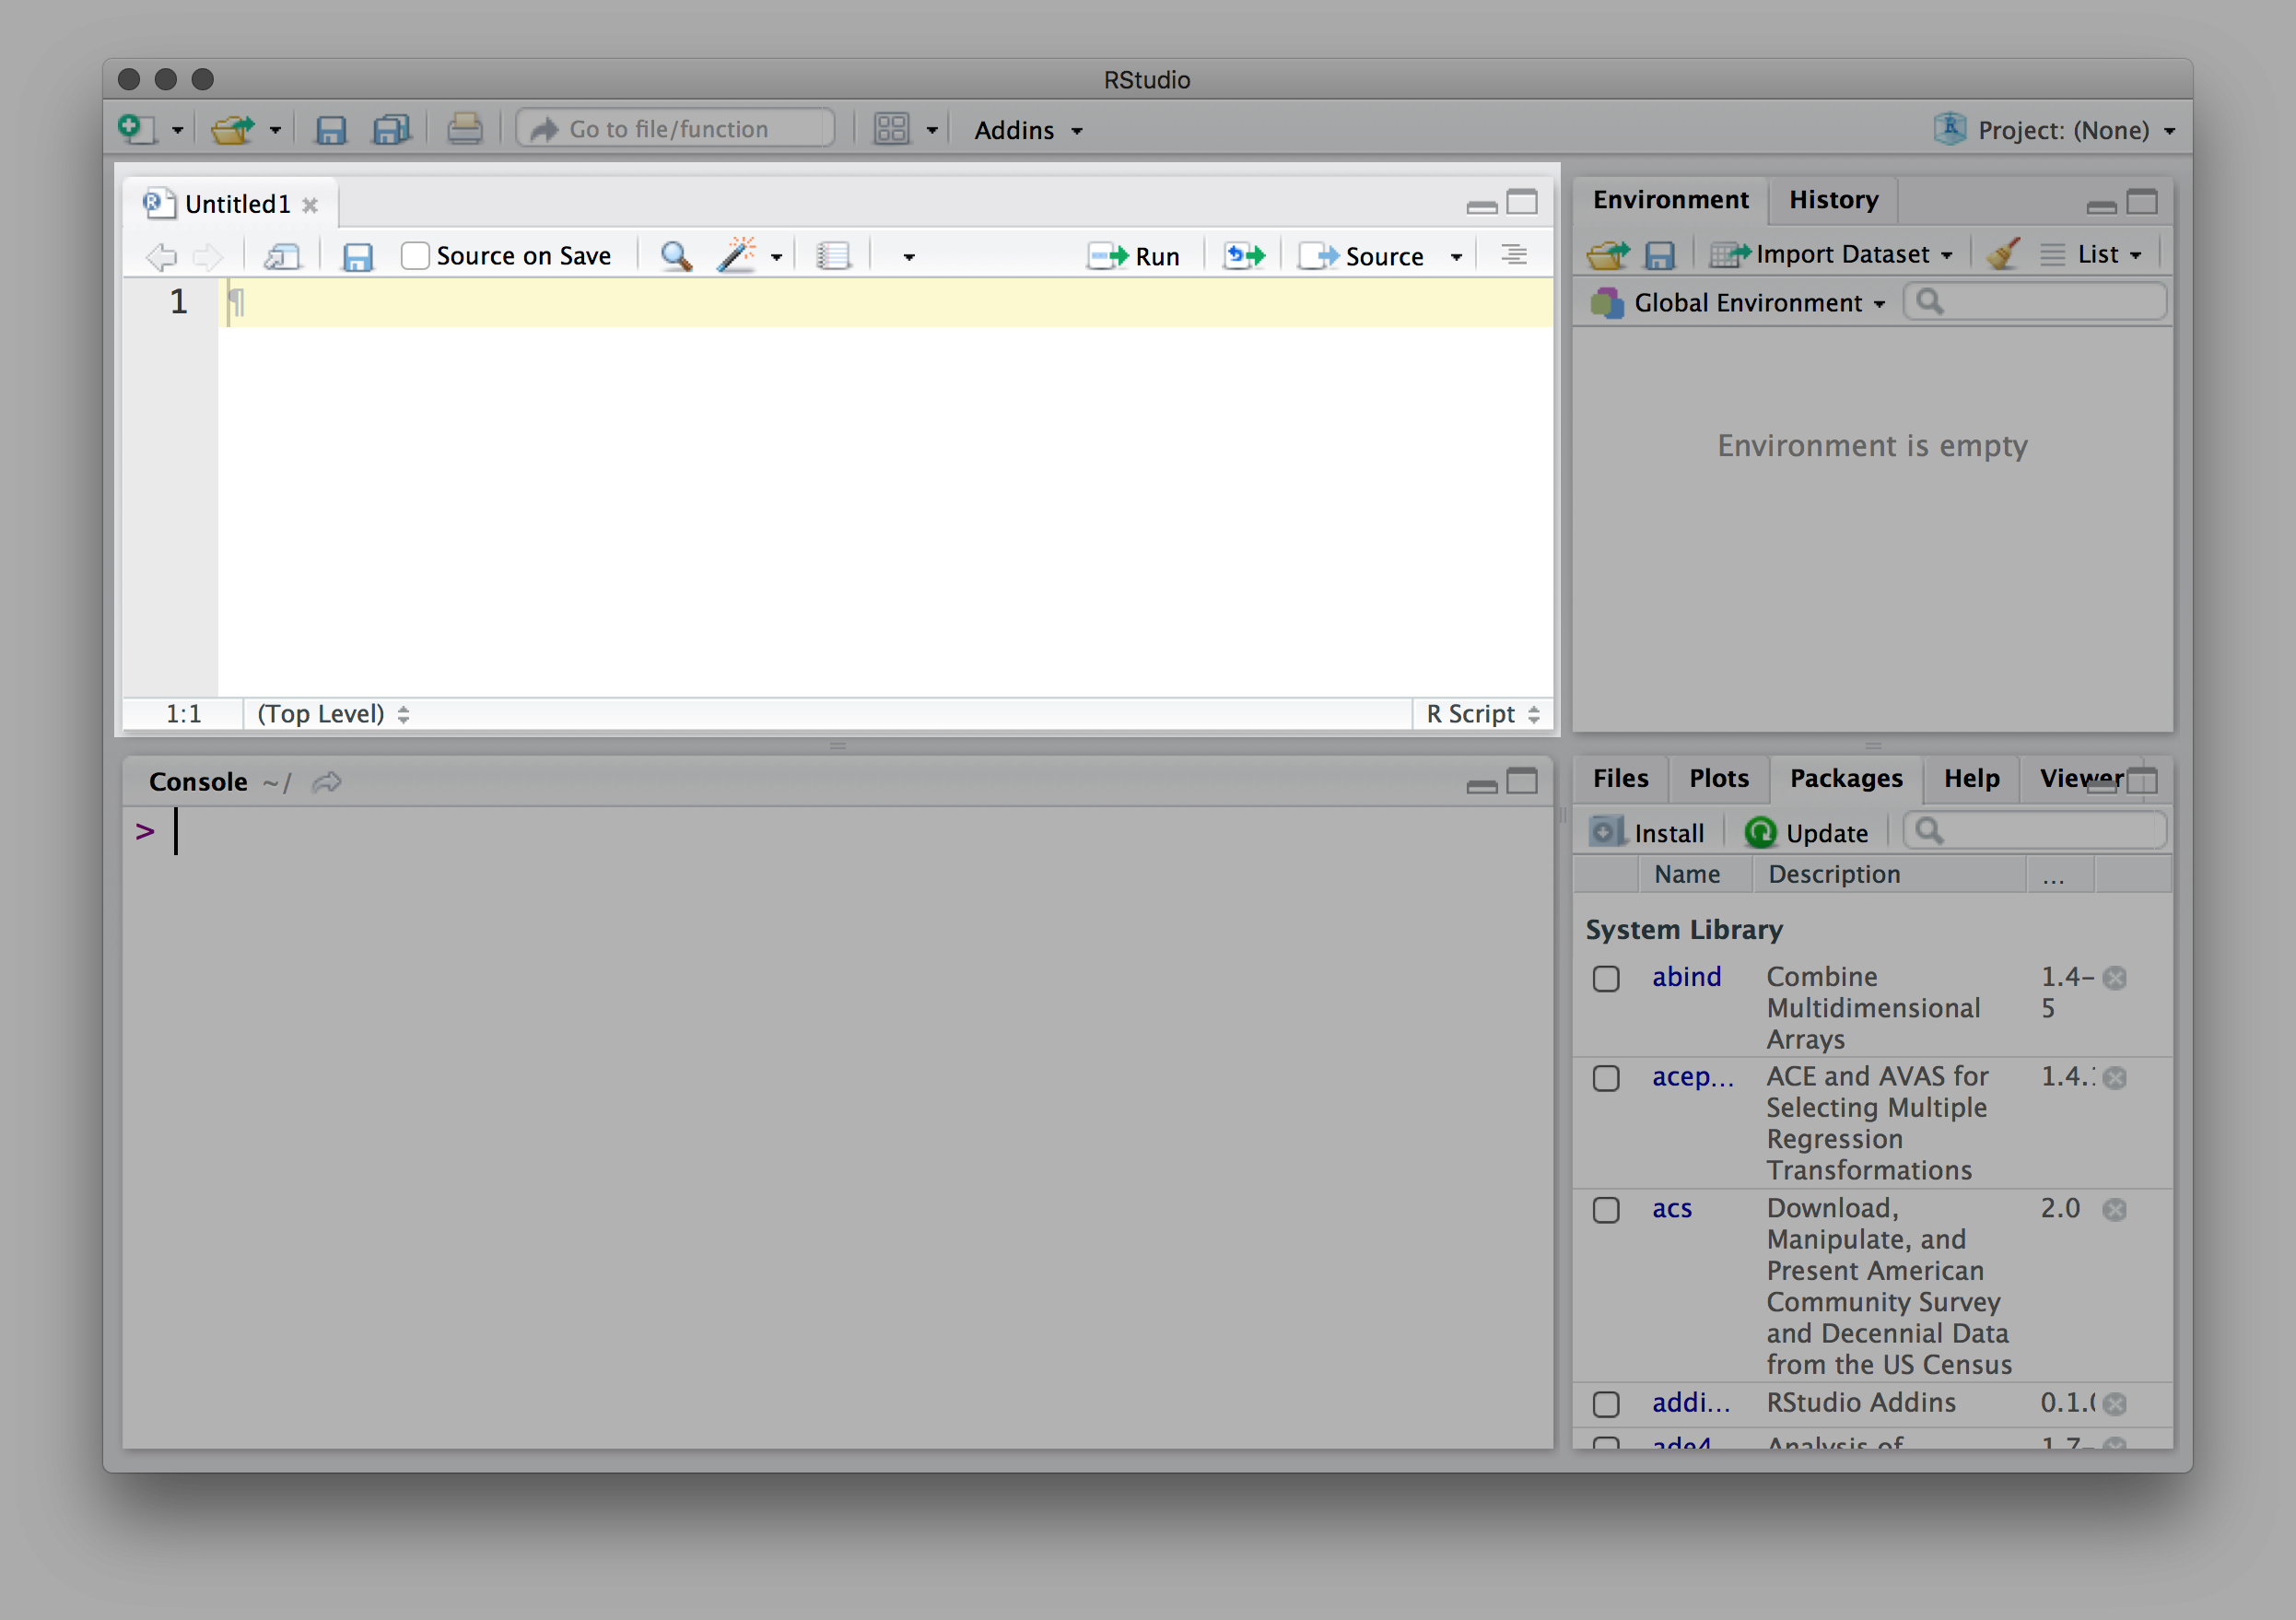 RStudio
Go to file/function
Addins
Project: (None)
Untitled1
Source on Save
Run
Source
1
¶
1:1
(Top Level)
R Script
Environment
History
Import Dataset
List
Global Environment
Environment is empty
Console ~/
>
Files
Plots
Packages
Help
Viewer
Install
Update
Name
Description
...
System Library
abind
Combine
Multidimensional
Arrays
1.4-
5
acep...
ACE and AVAS for
Selecting Multiple
Regression
Transformations
1.4.
acs
Download,
Manipulate, and
Present American
Community Survey
and Decennial Data
from the US Census
2.0
addi...
RStudio Addins
0.1.
ade4
Analysis of
1.7-